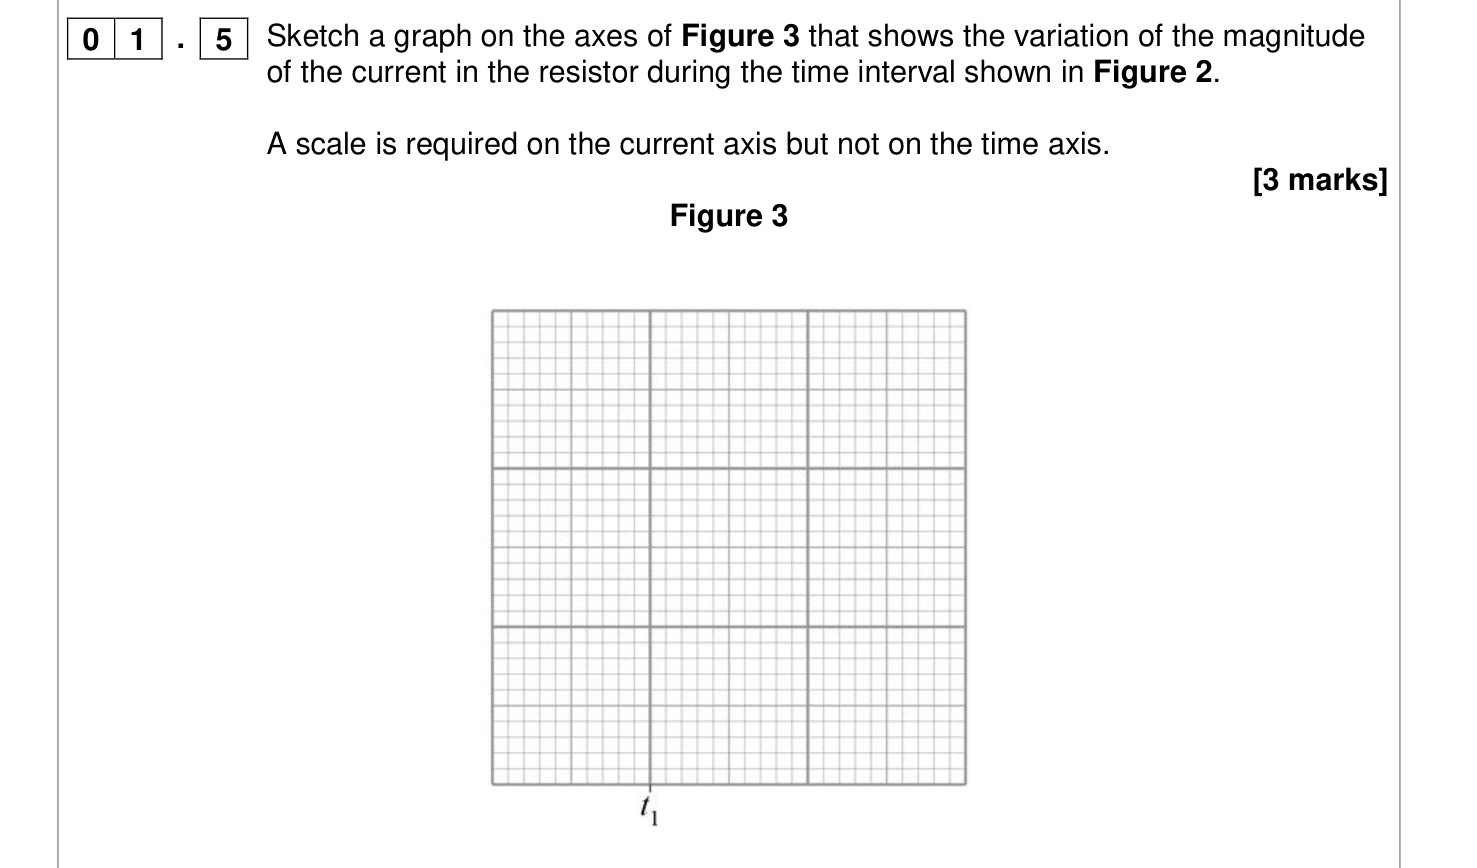 0 1 . 5 Sketch a graph on the axes of Figure 3 that shows the variation of the magnitude
of the current in the resistor during the time interval shown in Figure 2.
A scale is required on the current axis but not on the time axis.
[3 marks]
Figure 3
t1